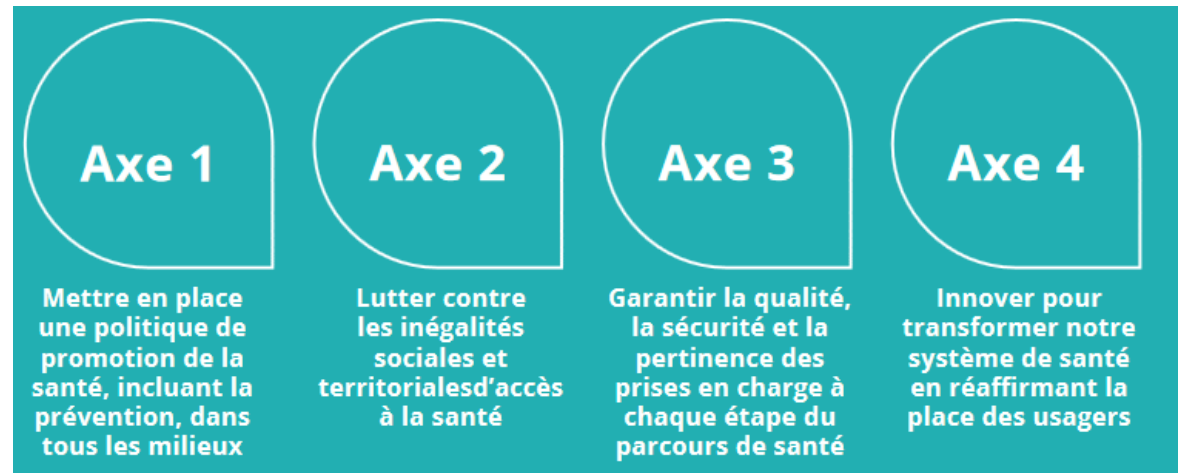 Axe 1
Mettre en place
une politique de
promotion de la
santé, incluant la
prévention, dans
tous les milieux
Axe 2
Lutter contre
les inégalités
sociales et
territorialesd’accès
à la santé
Axe 3
Garantir la qualité,
la sécurité et la
pertinence des
prises en charge à
chaque étape du
parcours de santé
Axe 4
Innover pour
transformer notre
système de santé
en réaffirmant la
place des usagers